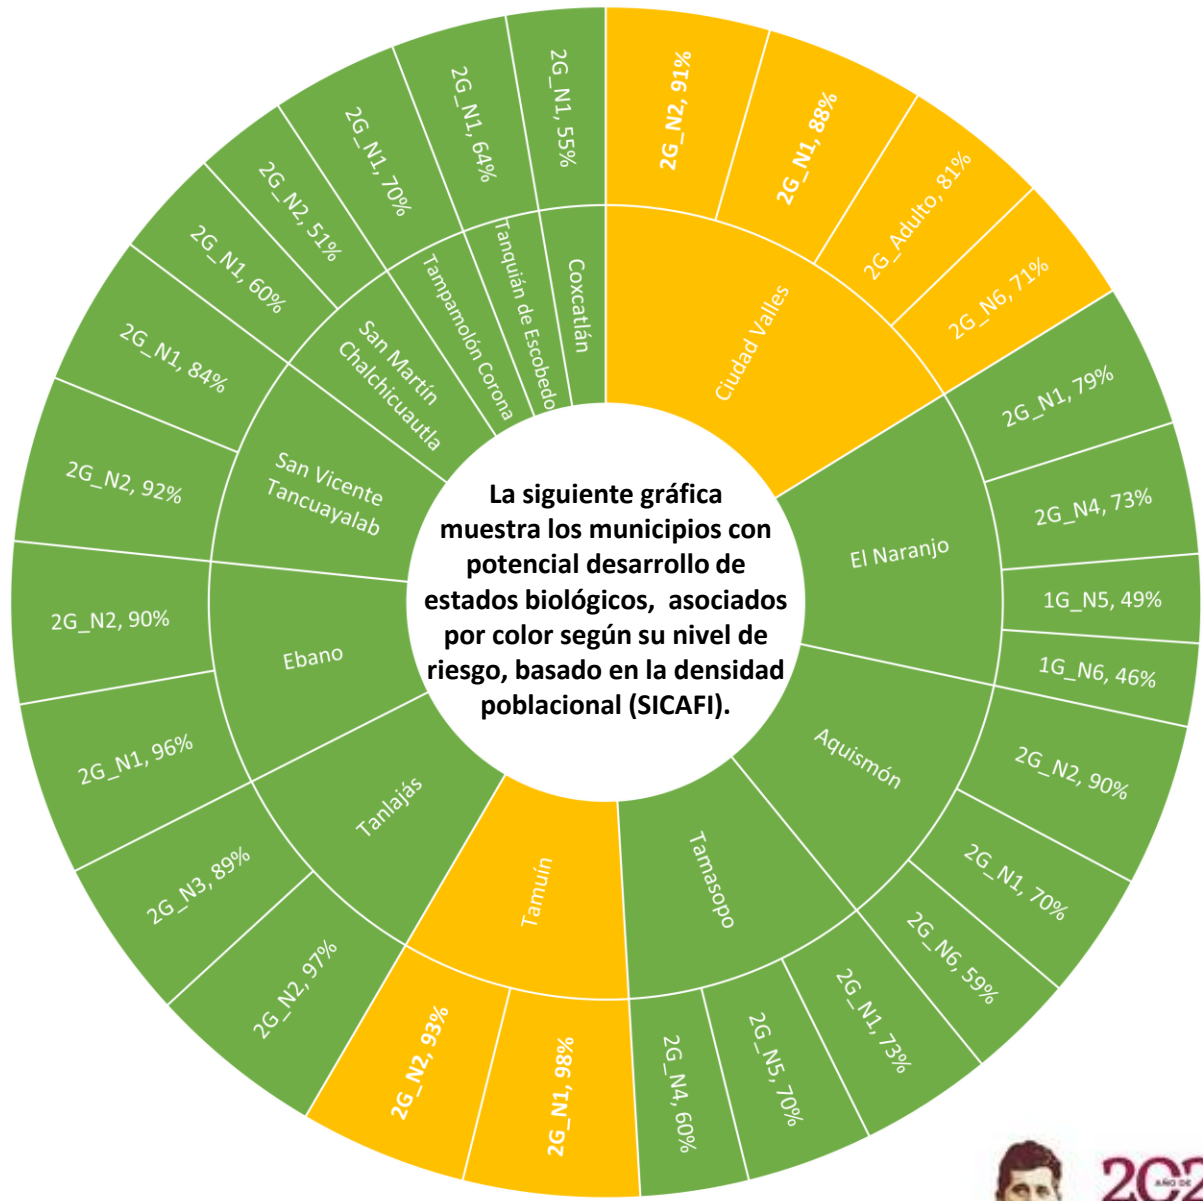 La siguiente gráfica
muestra los municipios con
potencial desarrollo de
estados biológicos, asociados
por color según su nivel de
riesgo, basado en la densidad
poblacional (SICAFI).
Ciudad Valles
2G_N2, 91%
2G_N1, 88%
2G_Adulto, 81%
2G_N6, 71%
El Naranjo
2G_N1, 79%
2G_N4, 73%
1G_N5, 49%
1G_N6, 46%
Aquismón
2G_N2, 90%
2G_N1, 70%
2G_N6, 59%
Tamasopo
2G_N1, 73%
2G_N5, 70%
2G_N4, 60%
Tamuín
2G_N1, 98%
2G_N2, 93%
Tanlajás
2G_N2, 97%
2G_N3, 89%
Ebano
2G_N1, 96%
2G_N2, 90%
San Vicente
Tancuayalab
2G_N2, 92%
2G_N1, 84%
San Martín
Chalchicuautla
2G_N1, 60%
2G_N2, 51%
Tampamolón Corona
2G_N1, 70%
Tanquián de Escobedo
2G_N1, 64%
Coxcatlán
2G_N1, 55%
202
AÑO DE